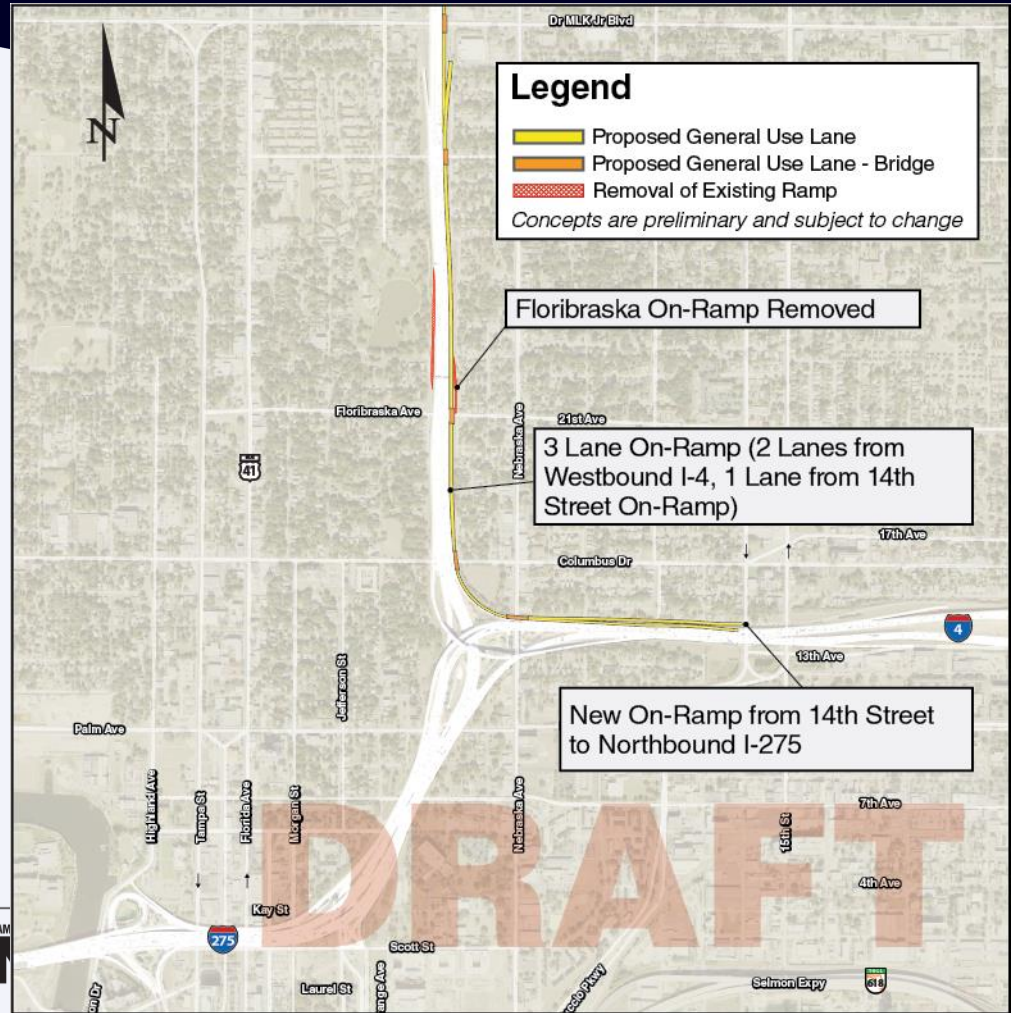 Dr MLK Jr Blvd
N
Legend
Proposed General Use Lane
Proposed General Use Lane - Bridge
Removal of Existing Ramp
Concepts are preliminary and subject to change
Floribraska On-Ramp Removed
Floribraska Ave
Nebraska Ave
21st Ave
3 Lane On-Ramp (2 Lanes from
Westbound I-4, 1 Lane from 14th
Street On-Ramp)
41
17th Ave
Columbus Dr
4
13th Ave
Jefferson St
New On-Ramp from 14th Street
to Northbound I-275
Palm Ave
Highland Ave
Tampa St
Florida Ave
Morgan St
Nebraska Ave
15th St
7th Ave
DRAFT
4th Ave
Kay St
275
Scott St
Laurel St
Selmon Expy
618